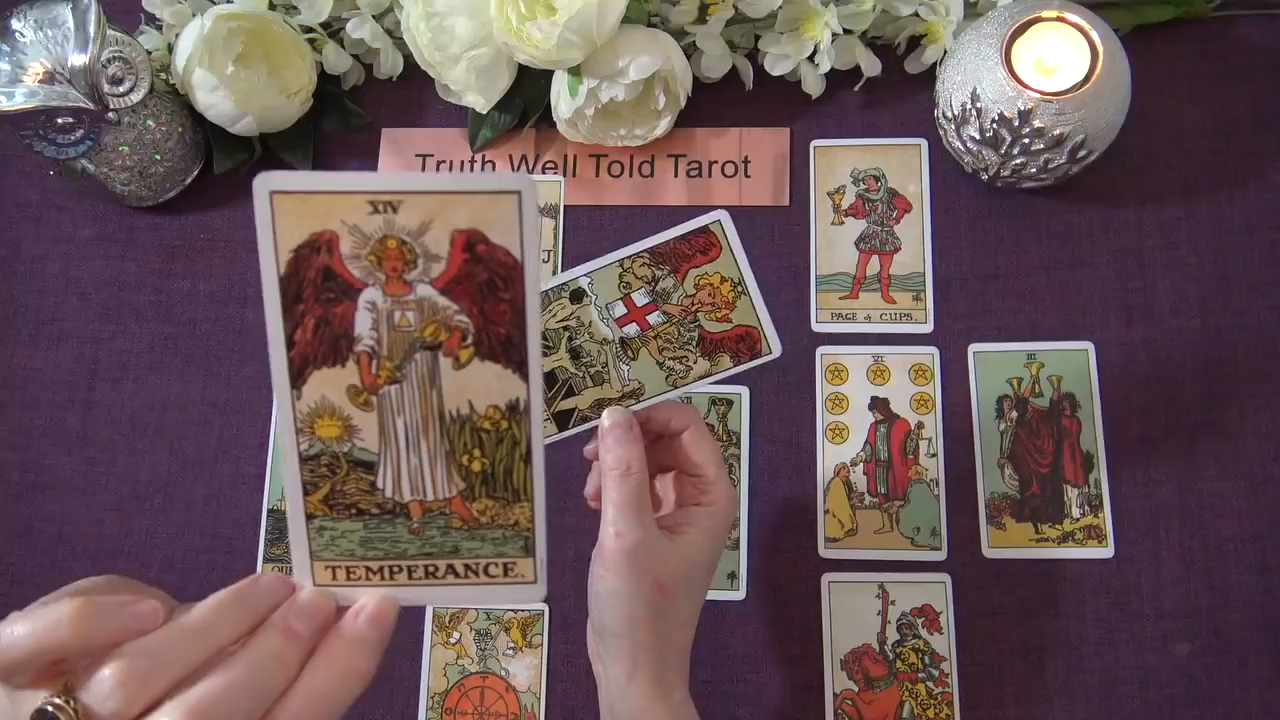 Truth Well Told Tarot
XIV
TEMPERANCE.
PAGE of CUPS.
VI
III
X